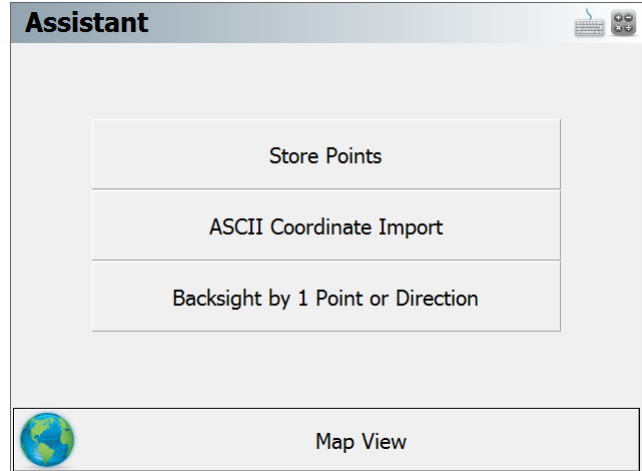 Assistant
Store Points
ASCII Coordinate Import
Backsight by 1 Point or Direction
Map View